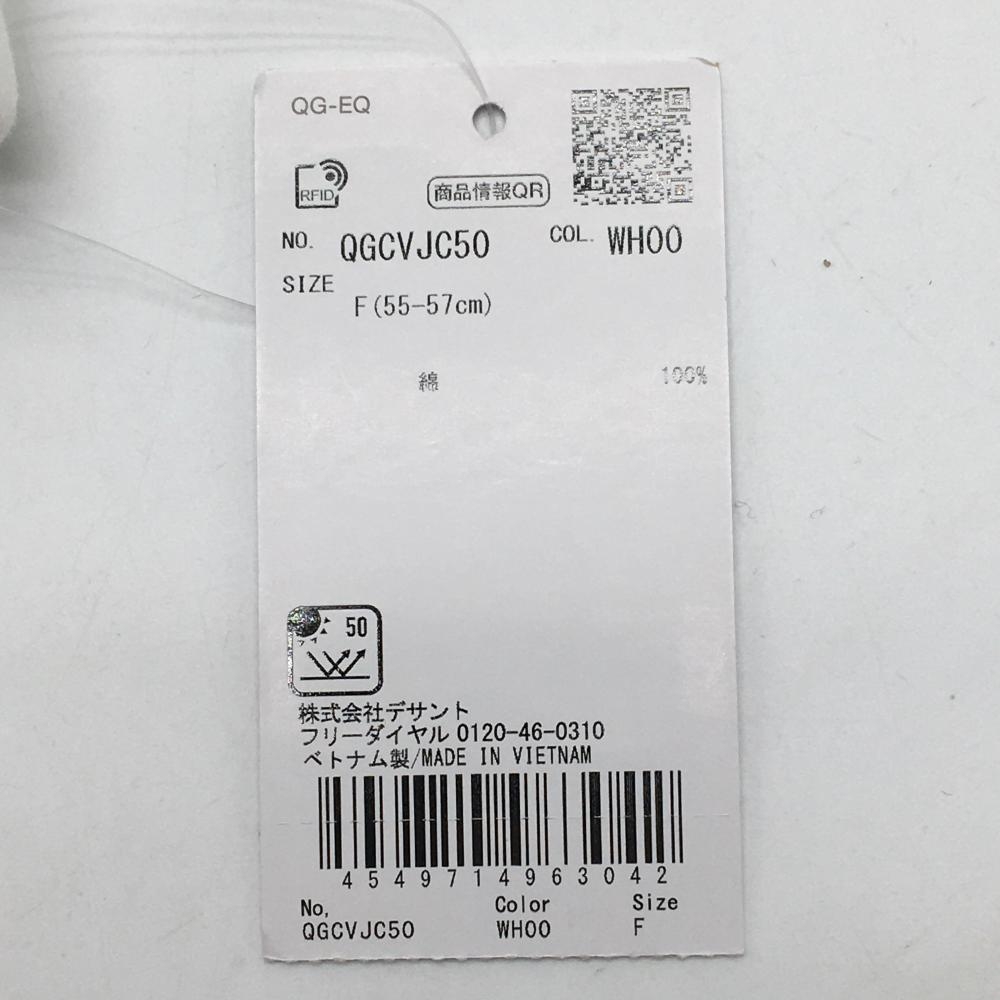 QG-EQ
RFID
商品情報QR
NO. QGCVJC50 COL. WH00
SIZE
F(55-57cm)
綿 100%
50
株式会社デサント
フリーダイヤル 0120-46-0310
ベトナム製/MADE IN VIETNAM
4549714963042
No, Color Size
QGCVJC50 WH00 F